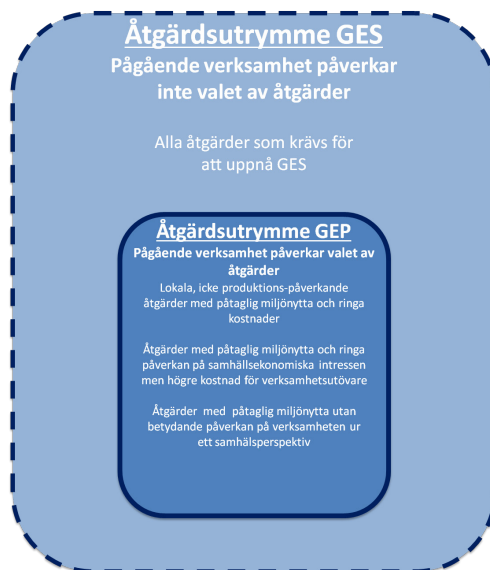 Åtgärdsutrymme GES
Pågående verksamhet påverkar
inte valet av åtgärder
Alla åtgärder som krävs för
att uppnå GES
Åtgärdsutrymme GEP
Pågående verksamhet påverkar valet av
åtgärder
Lokala, icke produktions-påverkande
åtgärder med påtaglig miljönytta och ringa
kostnader
Åtgärder med påtaglig miljönytta och ringa
påverkan på samhällsekonomiska intressen
men högre kostnad för verksamhetsutövare
Åtgärder med påtaglig miljönytta utan
betydande påverkan på verksamheten ur
ett samhälsperspektiv